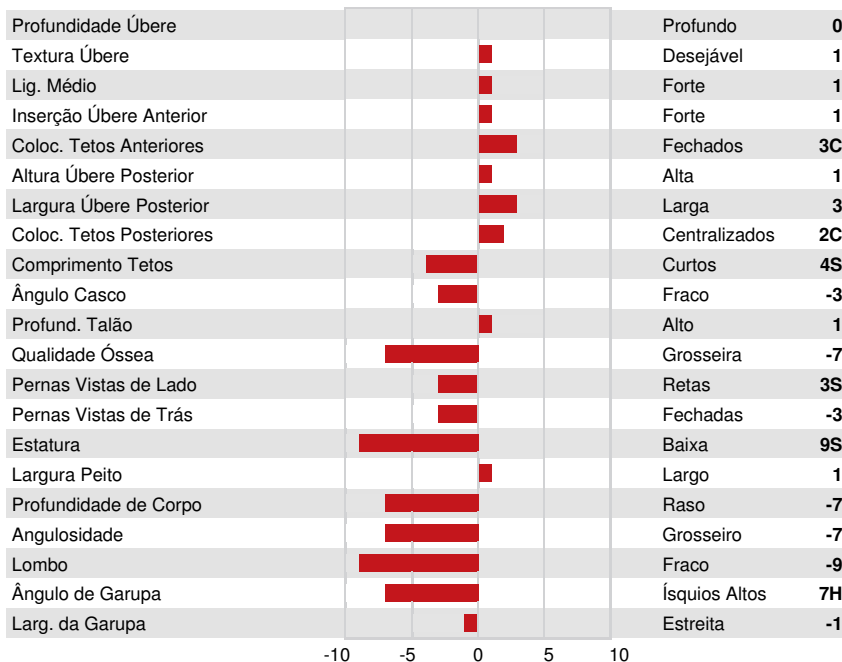 Profundidade Úbere Profundo 0
Textura Úbere Desejável 1
Lig. Médio Forte 1
Inserção Úbere Anterior Forte 1
Coloc. Tetos Anteriores Fechados 3C
Altura Úbere Posterior Alta 1
Largura Úbere Posterior Larga 3
Coloc. Tetos Posteriores Centralizados 2C
Comprimento Tetos Curtos 4S
Ângulo Casco Fraco -3
Profund. Talão Alto 1
Qualidade Óssea Grosseira -7
Pernas Vistas de Lado Retas 3S
Pernas Vistas de Trás Fechadas -3
Estatura Baixa 9S
Largura Peito Largo 1
Profundidade de Corpo Raso -7
Angulosidade Grosseiro -7
Lombo Fraco -9
Ângulo de Garupa Ísquios Altos 7H
Larg. da Garupa Estreita -1
-10 -5 0 5 10